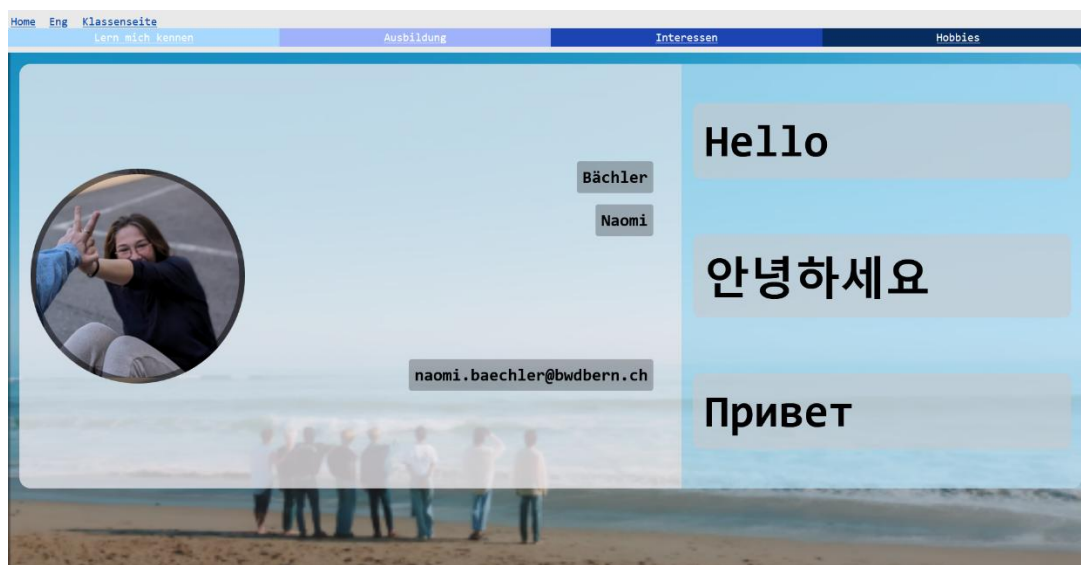 Home Eng Klassenseite
Lern mich kennen Ausbildung Interessen Hobbies
Bächler
Naomi
naomi.baechler@bwdbern.ch
Hello
안녕하세요
Привет